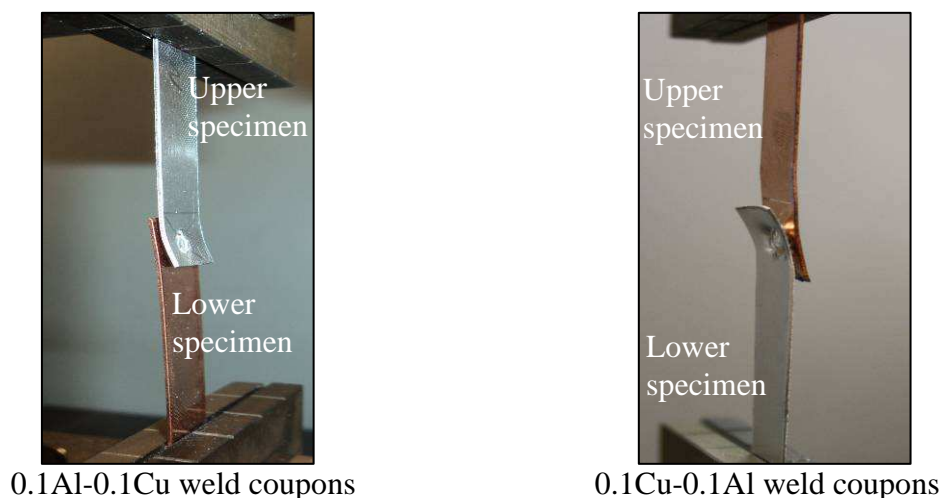 Upper
specimen
Lower
specimen
0.1Al-0.1Cu weld coupons
Upper
specimen
Lower
specimen
0.1Cu-0.1Al weld coupons